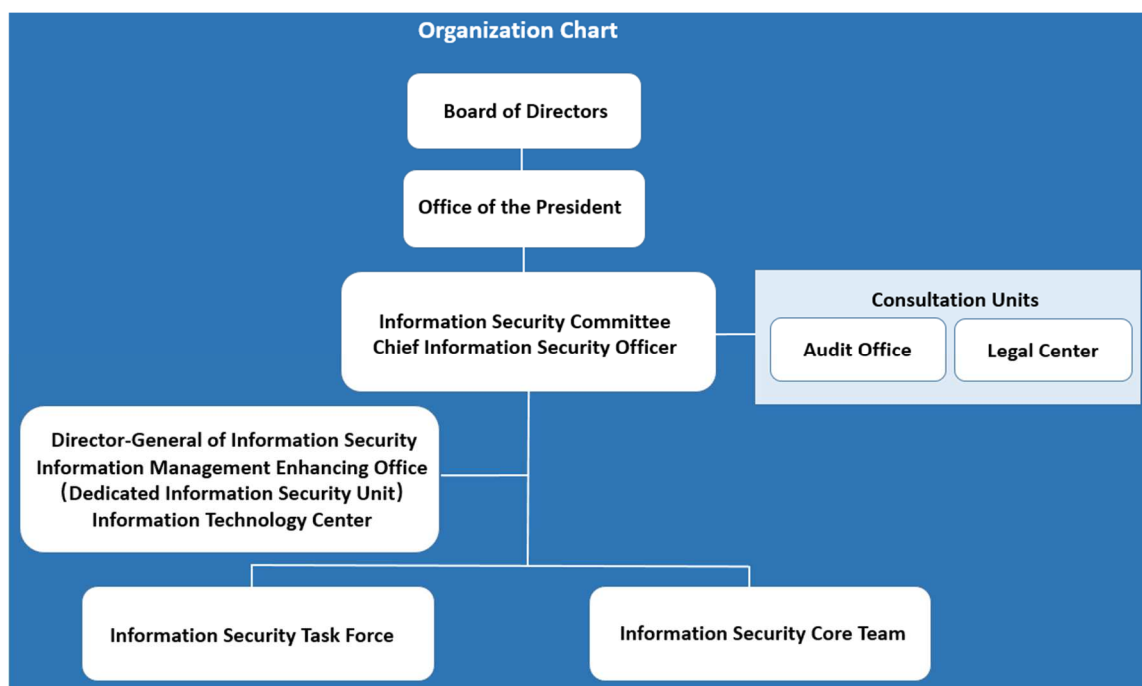 Organization Chart
Board of Directors
Office of the President
Information Security Committee
Chief Information Security Officer
Consultation Units
Audit Office
Legal Center
Director-General of Information Security
Information Management Enhancing Office
(Dedicated Information Security Unit)
Information Technology Center
Information Security Task Force
Information Security Core Team